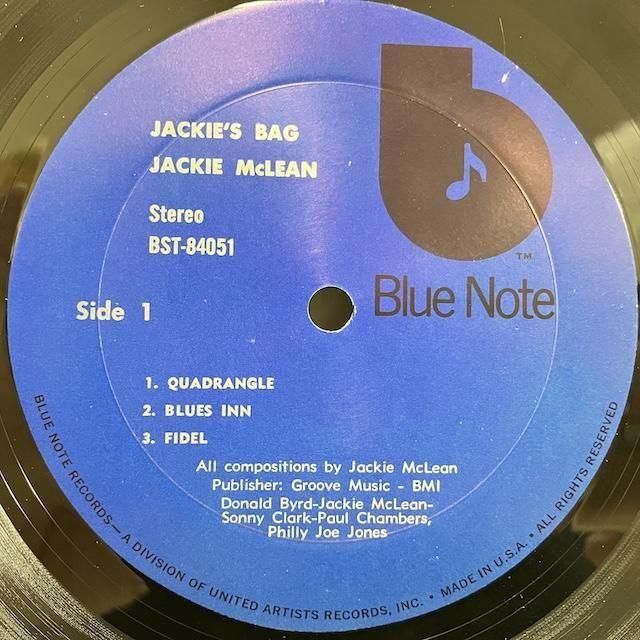 JACKIE'S BAG
JACKIE McLEAN
Stereo
BST-84051
TM
Blue Note
Side 1
1. QUADRANGLE
2. BLUES INN
3. FIDEL
All compositions by Jackie McLean
Publisher: Groove Music - BMI
Donald Byrd-Jackie McLean-
Sonny Clark-Paul Chambers,
Philly Joe Jones
BLUE NOTE RECORDS—A DIVISION OF UNITED ARTISTS RECORDS, INC. • MADE IN U.S.A. • ALL RIGHTS RESERVED